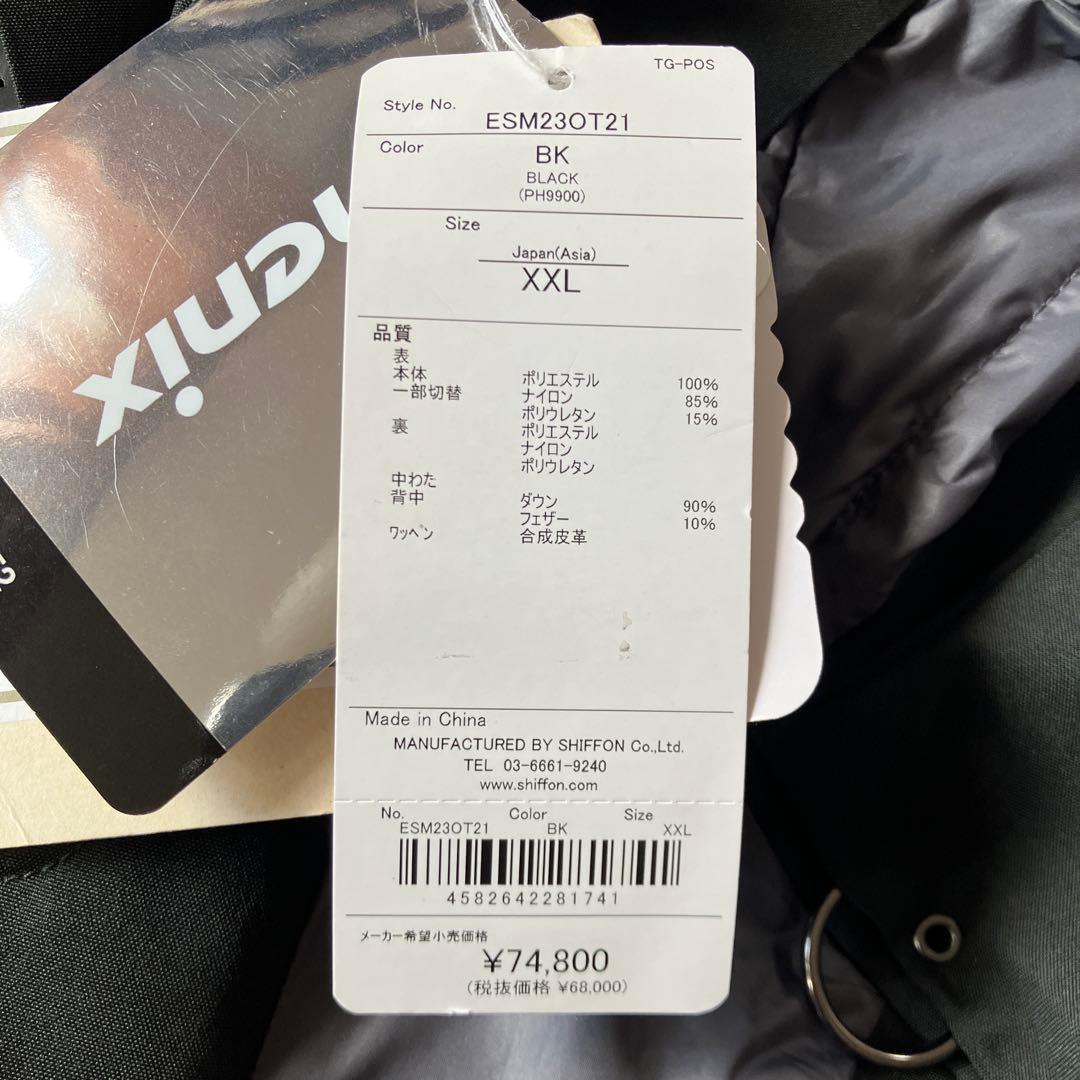 TG-POS
Style No.
ESM23OT21
Color
BK
BLACK
(PH9900)
Size
Japan(Asia)
XXL
品質
表
本体 ポリエステル 100%
一部切替 ナイロン 85%
ポリウレタン 15%
裏 ポリエステル
ナイロン
ポリウレタン
中わた
背中 ダウン 90%
フェザー 10%
ワッペン 合成皮革
Made in China
MANUFACTURED BY SHIFFON Co.,Ltd.
TEL 03-6661-9240
www.shiffon.com
No. Color Size
ESM23OT21 BK XXL
4582642281741
メーカー希望小売価格
¥74,800
(税抜価格 ¥68,000)
enix